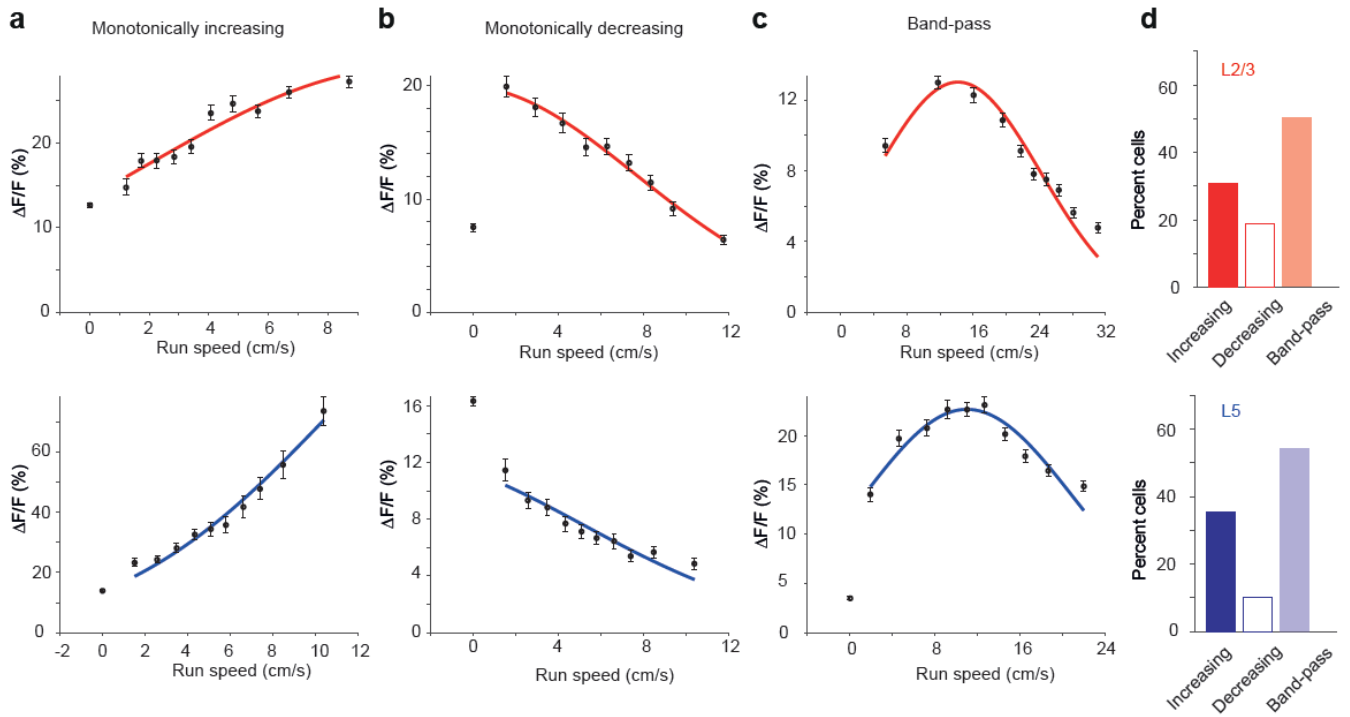 a
Monotonically increasing
ΔF/F (%)
20
10
0
0 2 4 6 8
Run speed (cm/s)
b
Monotonically decreasing
ΔF/F (%)
20
10
0
0 4 8 12
Run speed (cm/s)
c
Band-pass
ΔF/F (%)
12
8
4
0
0 8 16 24 32
Run speed (cm/s)
d
L2/3
Percent cells
60
40
20
0
Increasing
Decreasing
Band-pass
ΔF/F (%)
60
40
20
0
-2 0 2 4 6 8 10 12
Run speed (cm/s)
ΔF/F (%)
16
12
8
4
0
0 4 8 12
Run speed (cm/s)
ΔF/F (%)
20
15
10
5
0
0 8 16 24
Run speed (cm/s)
L5
Percent cells
60
40
20
0
Increasing
Decreasing
Band-pass